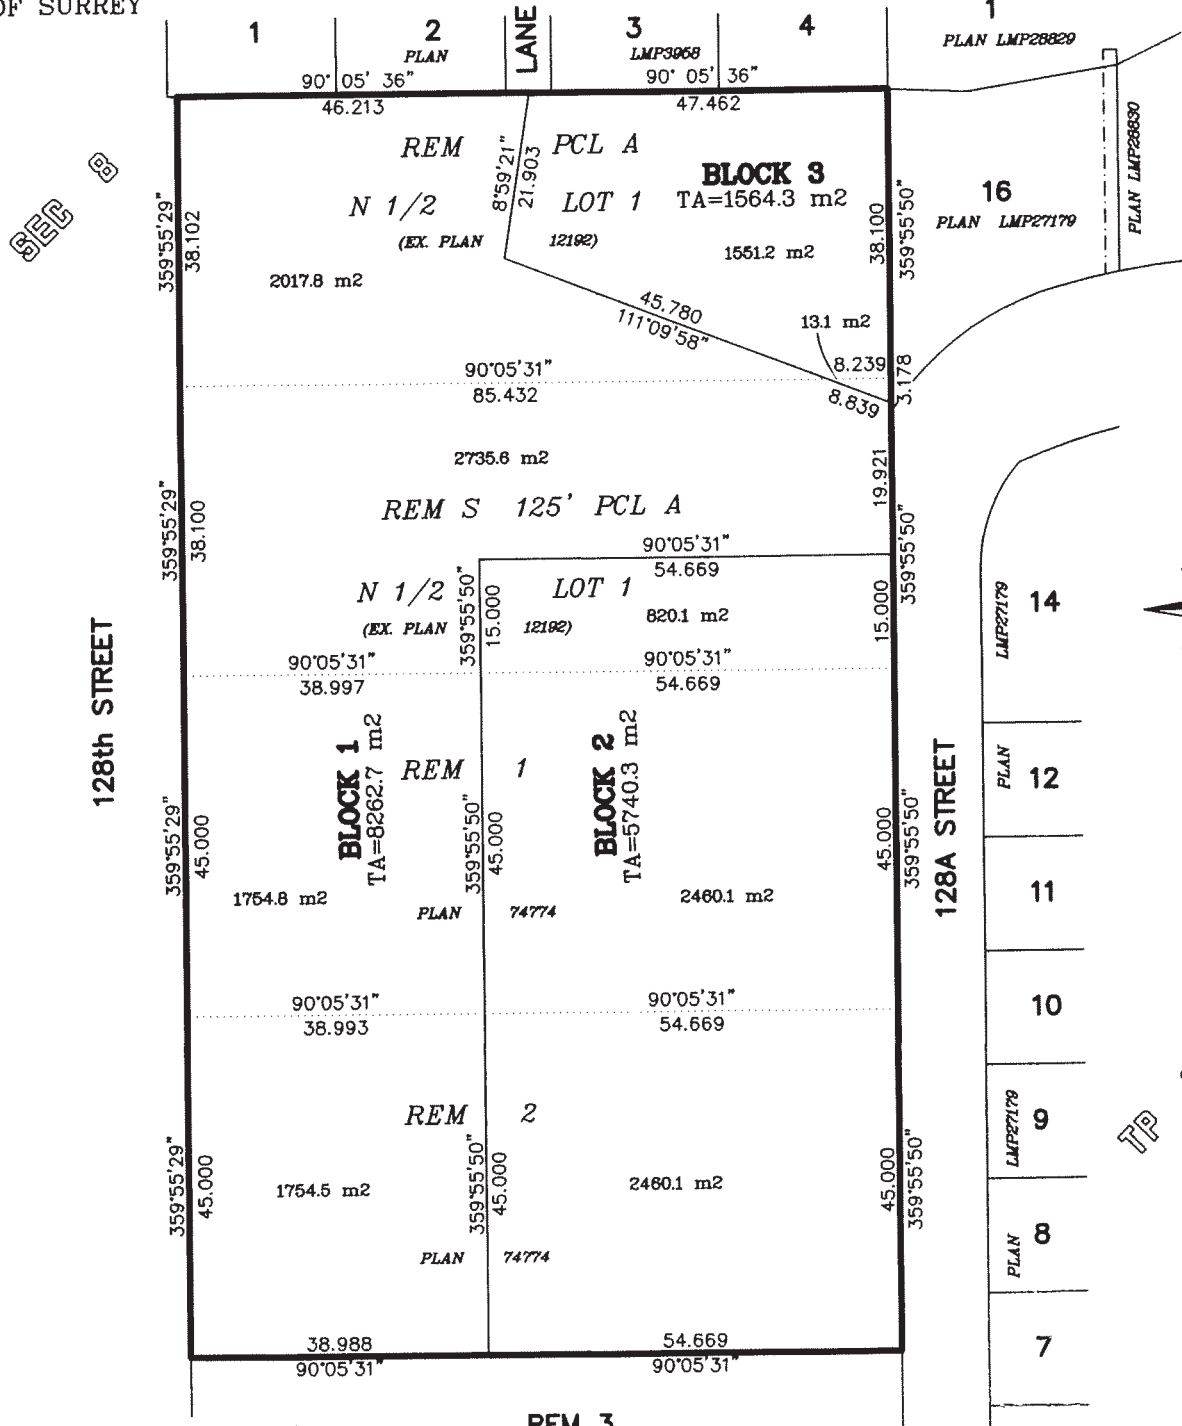 OF SURREY
1
2
LANE
3
4
1
PLAN
LMP3968
PLAN LMP28829
90° 05' 36"
90° 05' 36"
46.213
47.462
REM
PCL A
BLOCK 3
TA=1564.3 m2
N 1/2
LOT 1
(EX. PLAN
12192)
8°59'21"
21.903
1551.2 m2
2017.8 m2
SEC 8
359°55'29"
38.102
38.100
359°55'50"
16
PLAN LMP27179
PLAN LMP28830
45.780
111°09'58"
13.1 m2
8.239
3.178
8.839
90°05'31"
85.432
2735.6 m2
19.921
REM S 125' PCL A
359°55'29"
38.100
90°05'31"
54.669
359°55'50"
N 1/2
LOT 1
359°55'50"
15.000
(EX. PLAN
12192)
820.1 m2
15.000
LMP27179
14
90°05'31"
38.997
90°05'31"
54.669
128th STREET
BLOCK 1
TA=8262.7 m2
REM
1
BLOCK 2
TA=5740.3 m2
128A STREET
PLAN
12
359°55'29"
45.000
359°55'50"
45.000
45.000
359°55'50"
1754.8 m2
2460.1 m2
11
PLAN
74774
90°05'31"
38.993
90°05'31"
54.669
10
REM
2
LMP27179
9
TP
359°55'29"
45.000
359°55'50"
45.000
45.000
359°55'50"
1754.5 m2
2460.1 m2
PLAN
8
PLAN
74774
38.988
90°05'31"
54.669
90°05'31"
7
REM 3